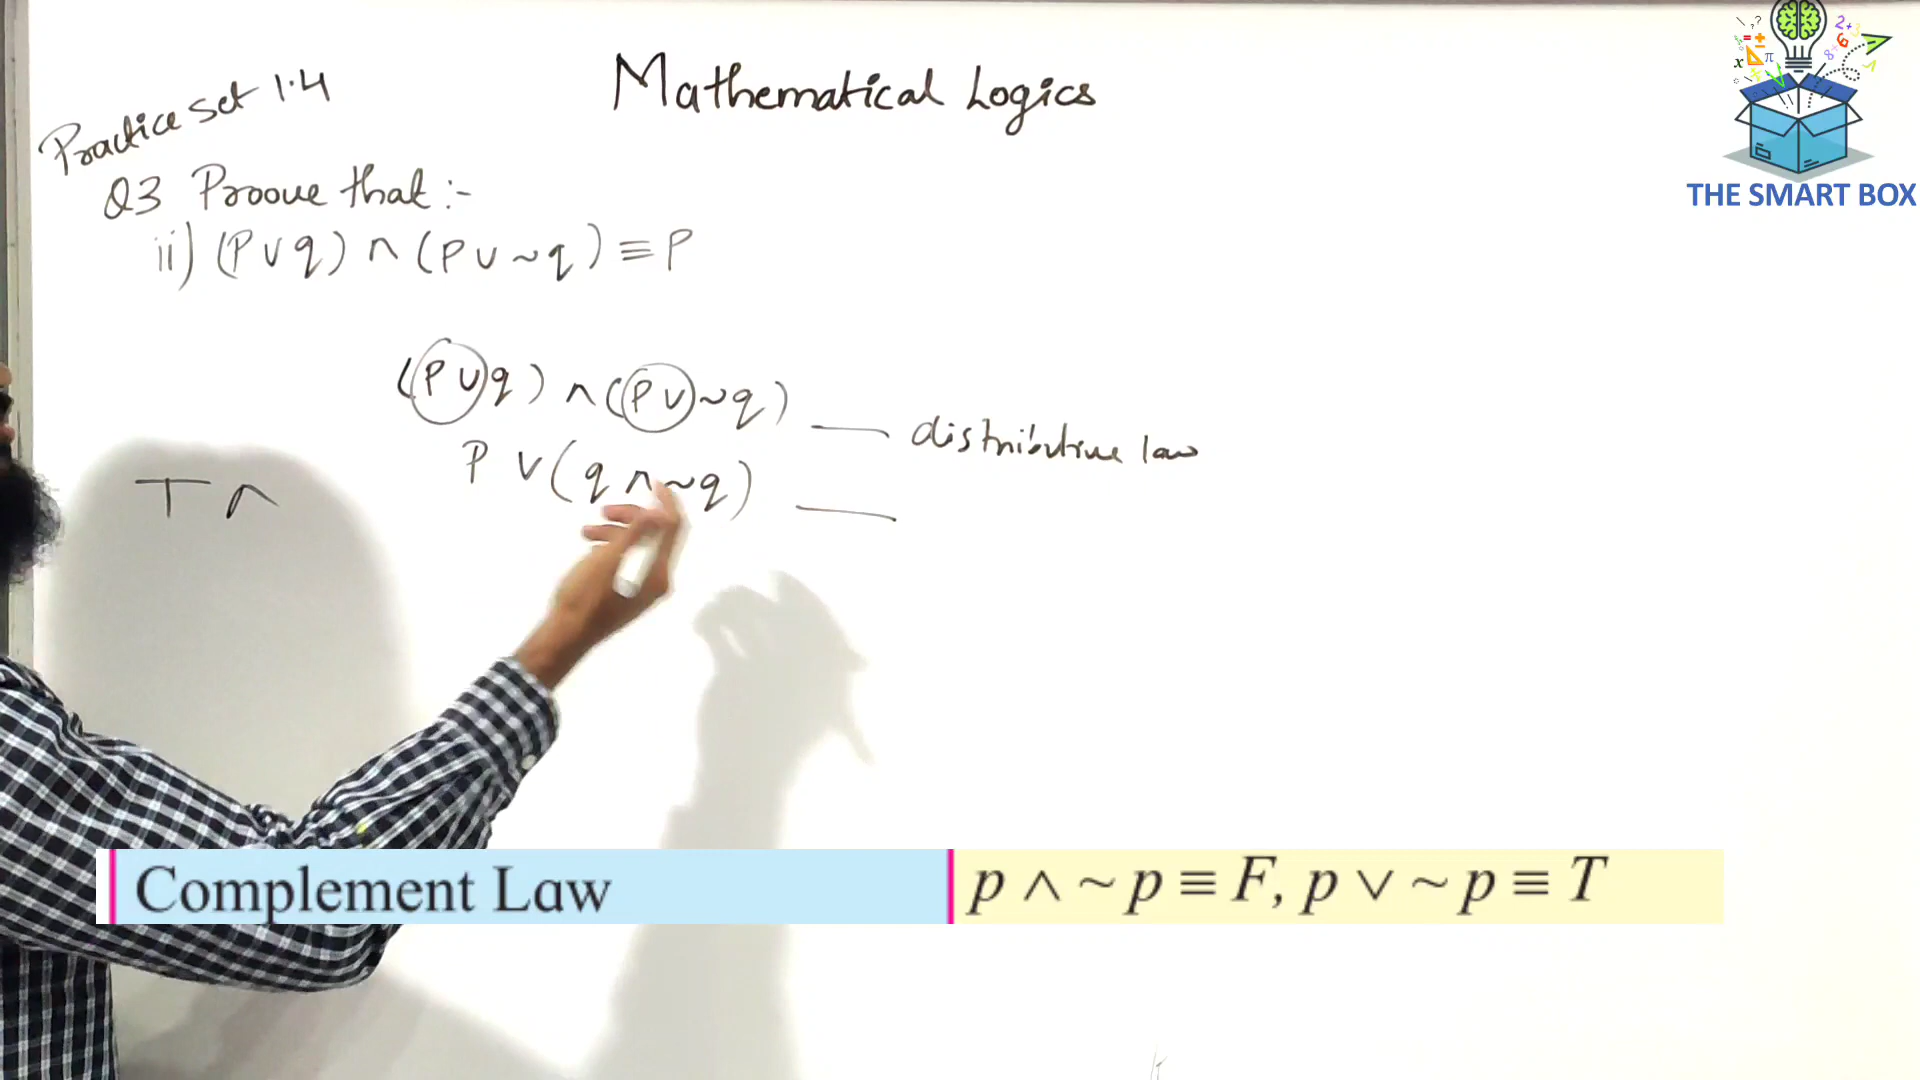 Mathematical Logics
Practice set 1.4
Q3 Proove that :-
ii) (p∨q) ∧ (p∨~q) ≡ p
(p∨q) ∧ (p∨~q) —— distributive law
p ∨ (q ∧ ~q) ——
T ∧
Complement Law p ∧ ~p ≡ F, p ∨ ~p ≡ T
THE SMART BOX